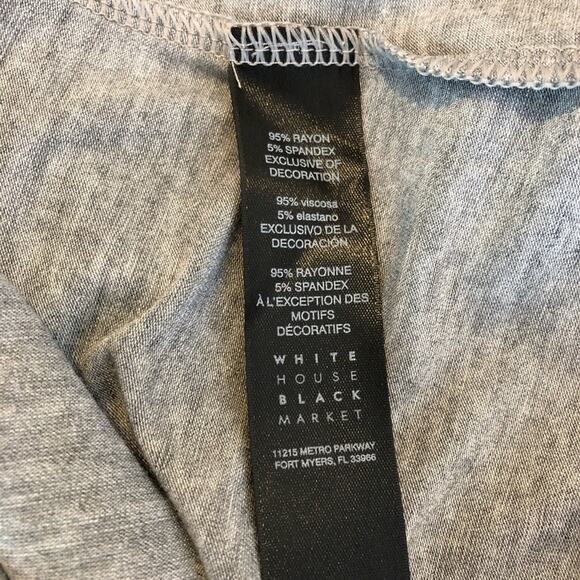 95% RAYON
5% SPANDEX
EXCLUSIVE OF
DECORATION
95% viscosa
5% elastano
EXCLUSIVO DE LA
DECORACIÓN
95% RAYONNE
5% SPANDEX
À L'EXCEPTION DES
MOTIFS
DÉCORATIFS
WHITE
HOUSE
BLACK
MARKET
11215 METRO PARKWAY
FORT MYERS, FL 33966